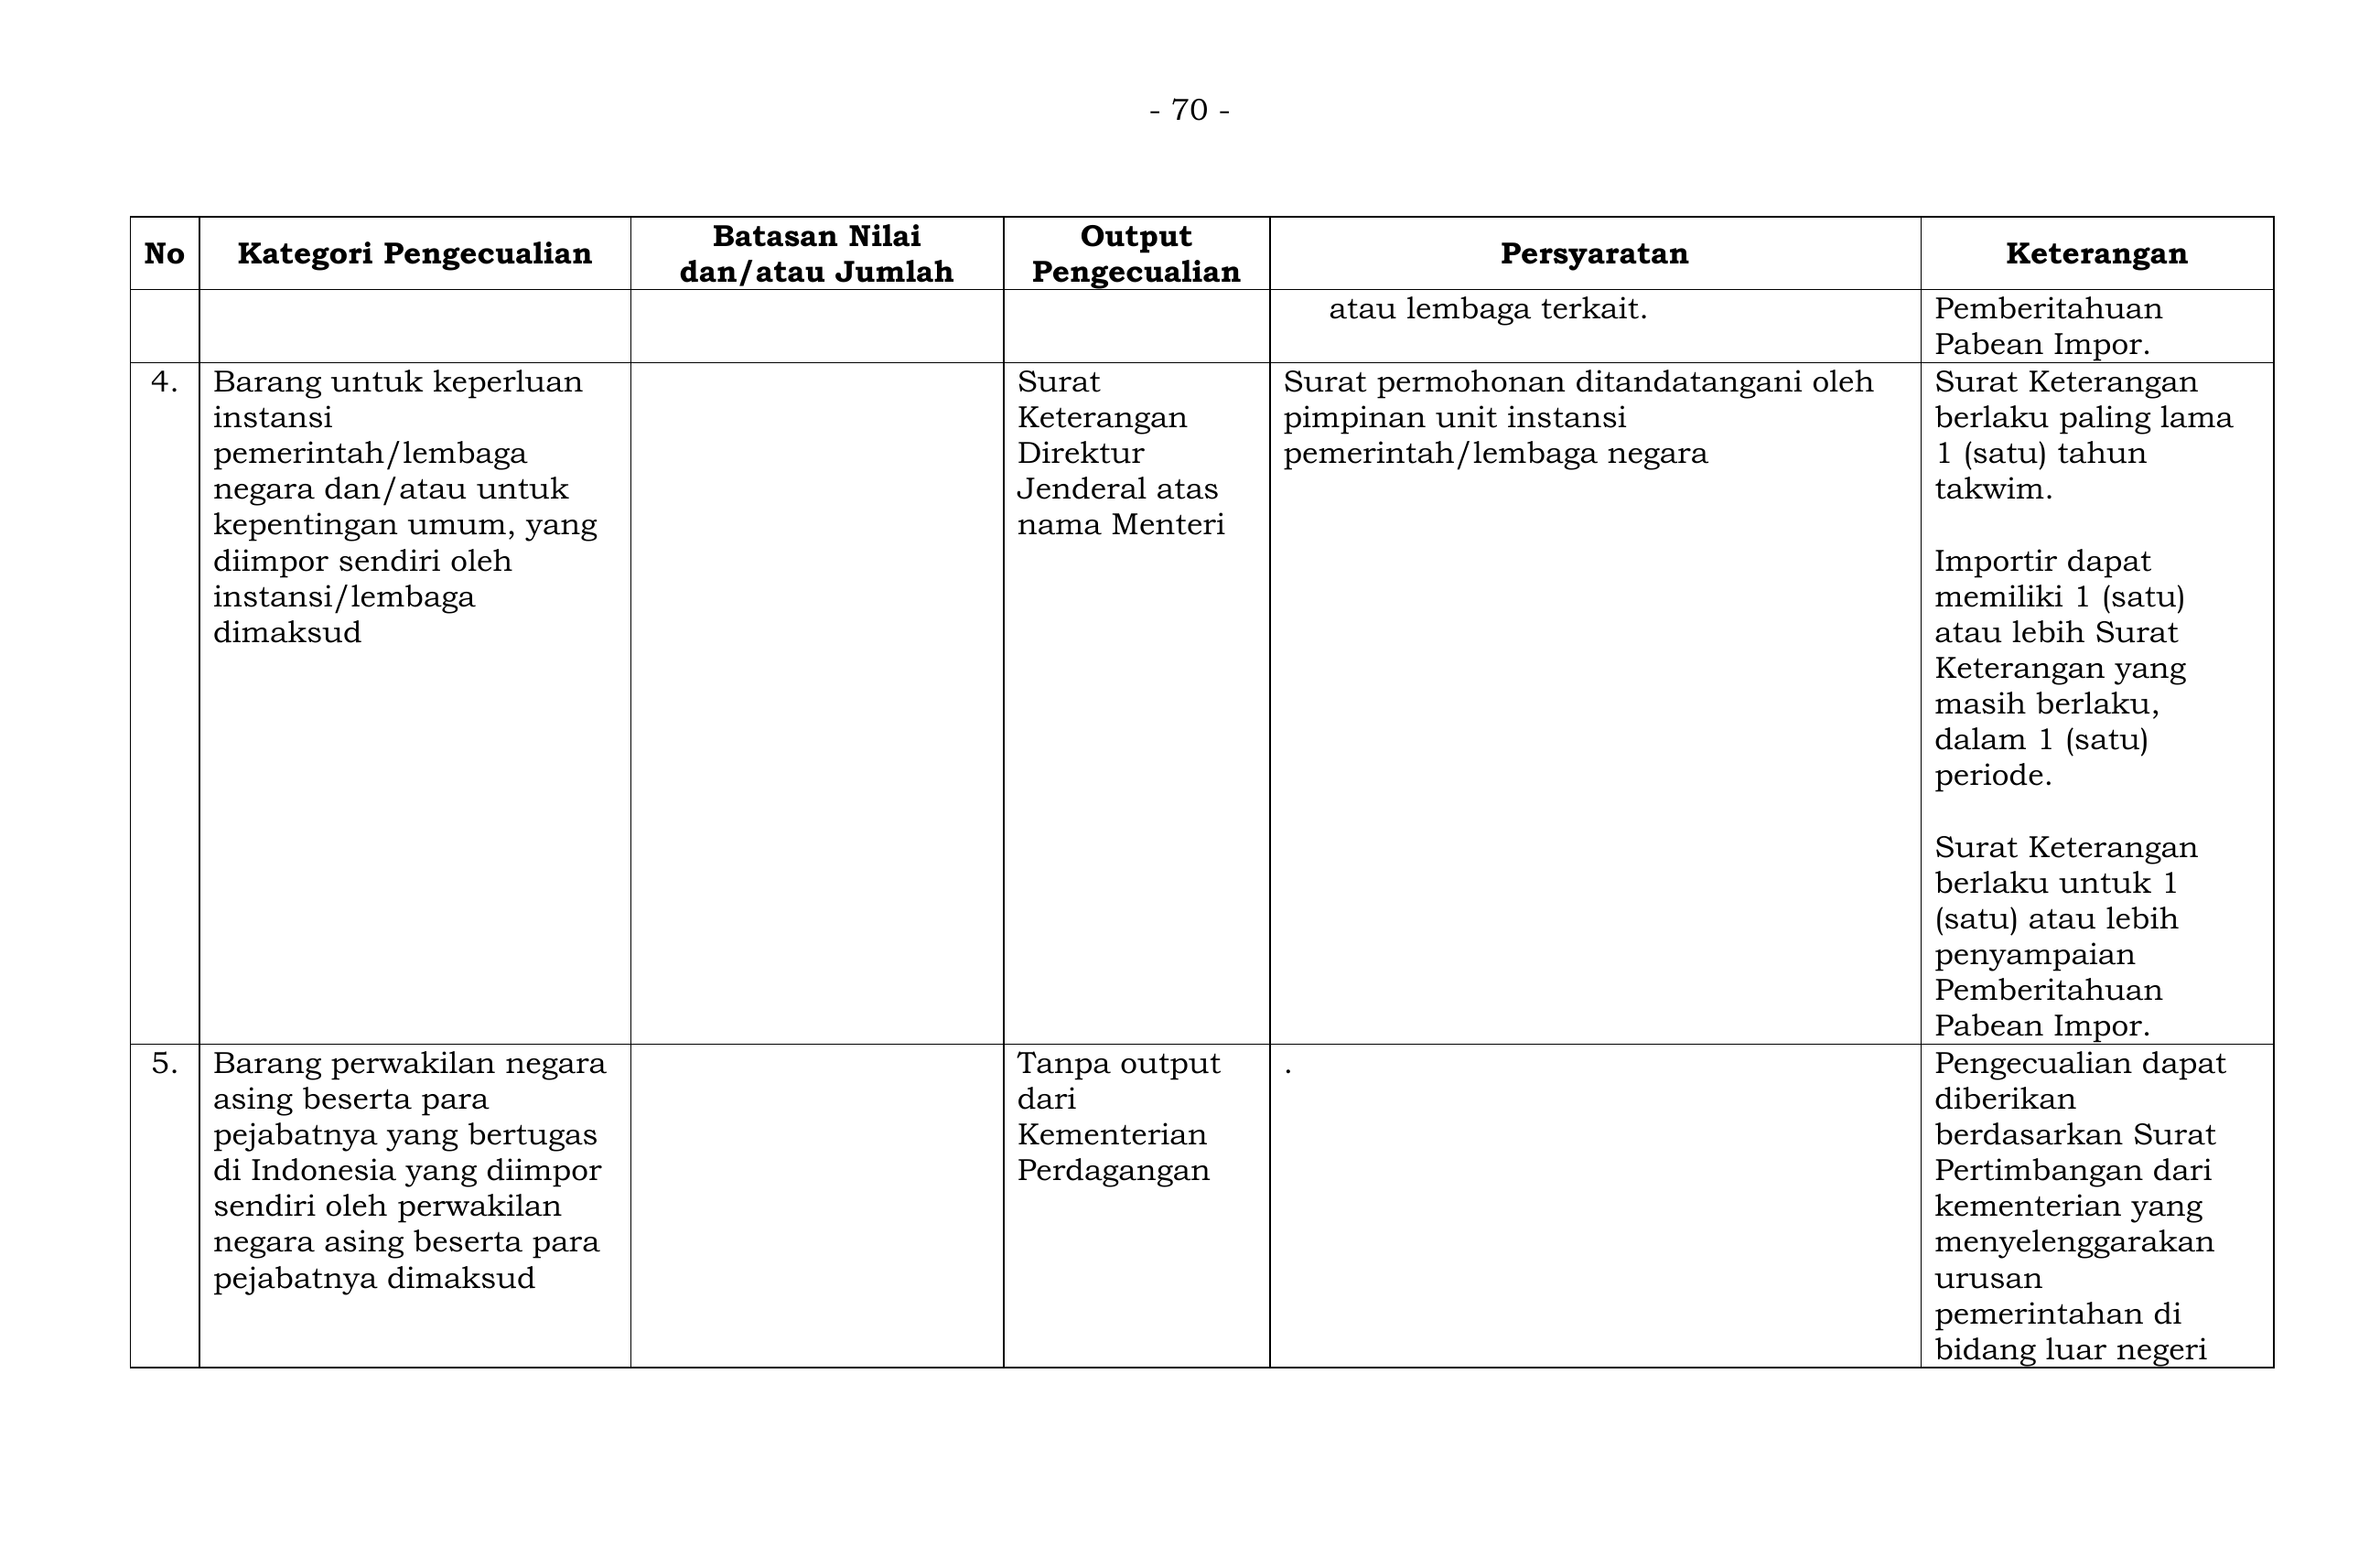 - 70 -
No
Kategori Pengecualian
Batasan Nilai
dan/atau Jumlah
Output
Pengecualian
Persyaratan
Keterangan
atau lembaga terkait.
Pemberitahuan
Pabean Impor.
4.
Barang untuk keperluan
instansi
pemerintah/lembaga
negara dan/atau untuk
kepentingan umum, yang
diimpor sendiri oleh
instansi/lembaga
dimaksud
Surat
Keterangan
Direktur
Jenderal atas
nama Menteri
Surat permohonan ditandatangani oleh
pimpinan unit instansi
pemerintah/lembaga negara
Surat Keterangan
berlaku paling lama
1 (satu) tahun
takwim.
Importir dapat
memiliki 1 (satu)
atau lebih Surat
Keterangan yang
masih berlaku,
dalam 1 (satu)
periode.
Surat Keterangan
berlaku untuk 1
(satu) atau lebih
penyampaian
Pemberitahuan
Pabean Impor.
5.
Barang perwakilan negara
asing beserta para
pejabatnya yang bertugas
di Indonesia yang diimpor
sendiri oleh perwakilan
negara asing beserta para
pejabatnya dimaksud
Tanpa output
dari
Kementerian
Perdagangan
.
Pengecualian dapat
diberikan
berdasarkan Surat
Pertimbangan dari
kementerian yang
menyelenggarakan
urusan
pemerintahan di
bidang luar negeri